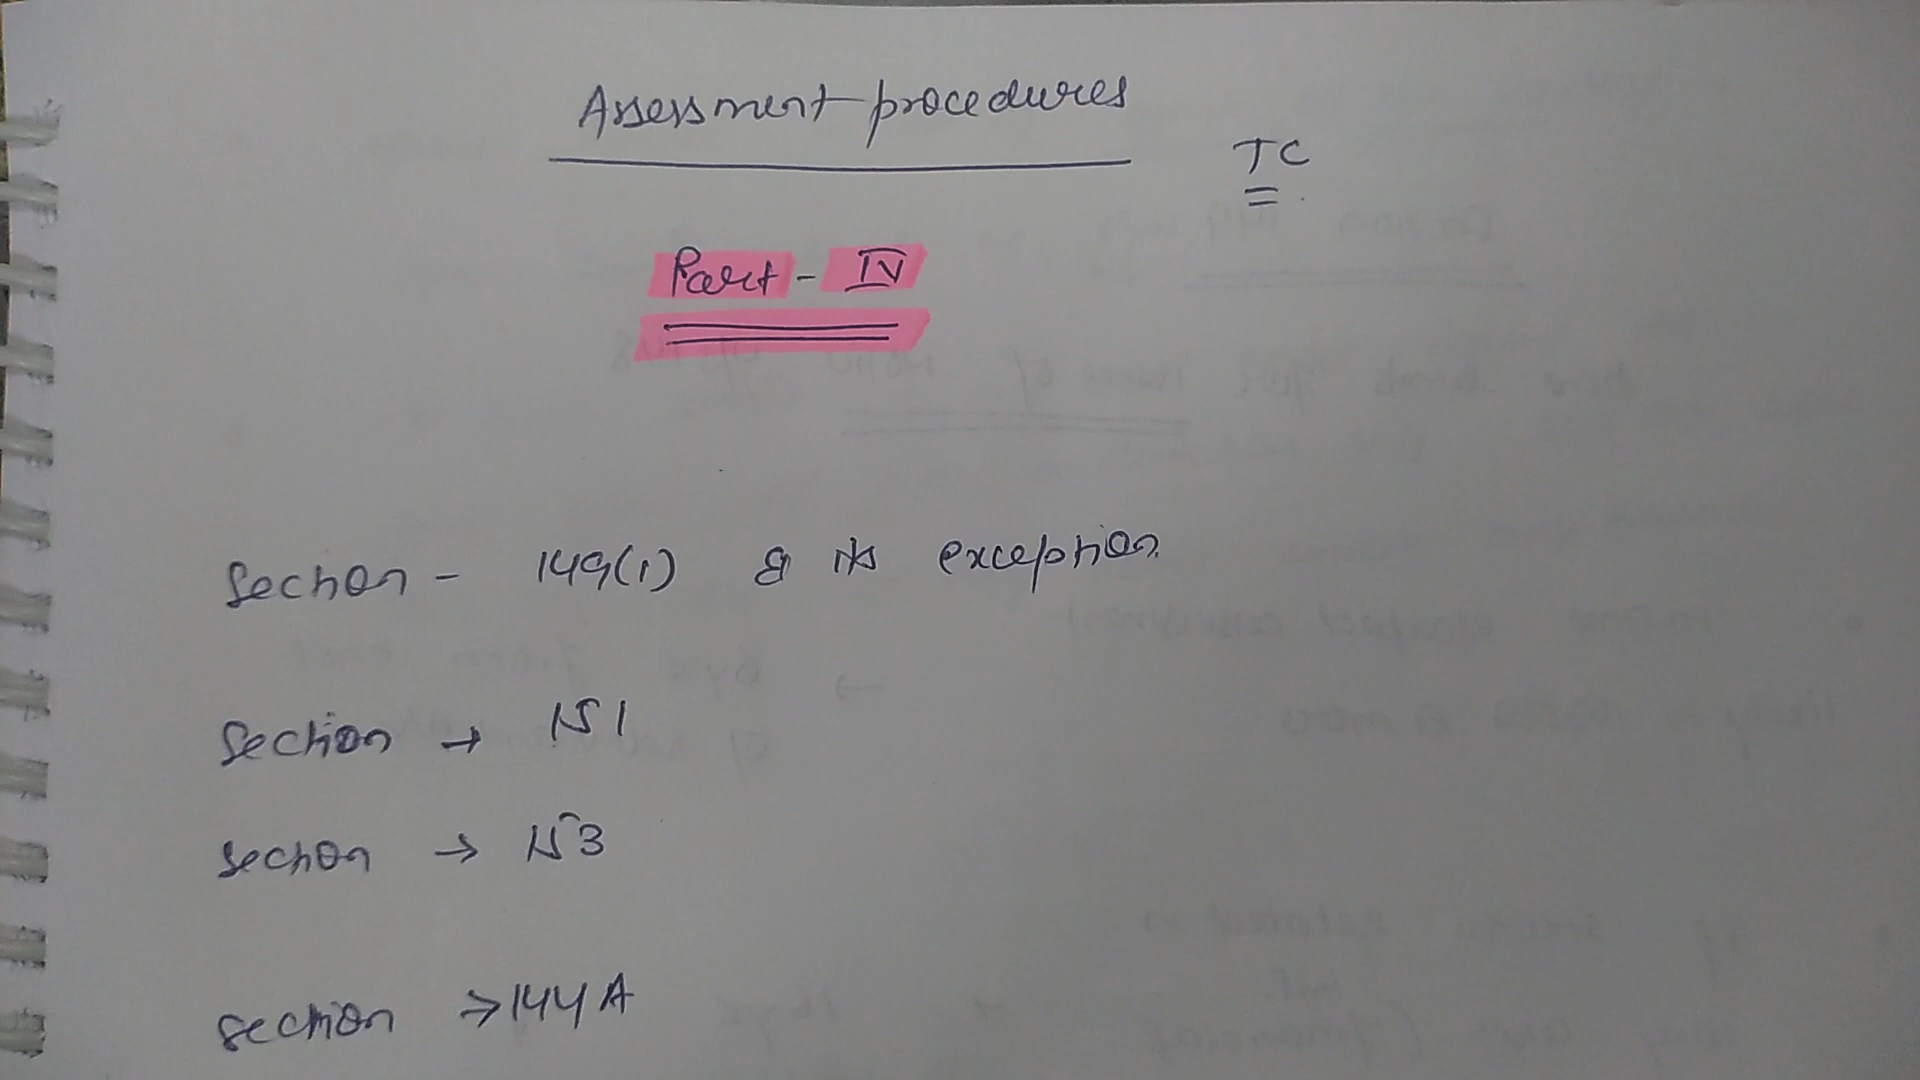 Assessment procedures
TC
Part - IV
Section - 149(1) & its exception
Section → 151
Section → 153
Section → 144A